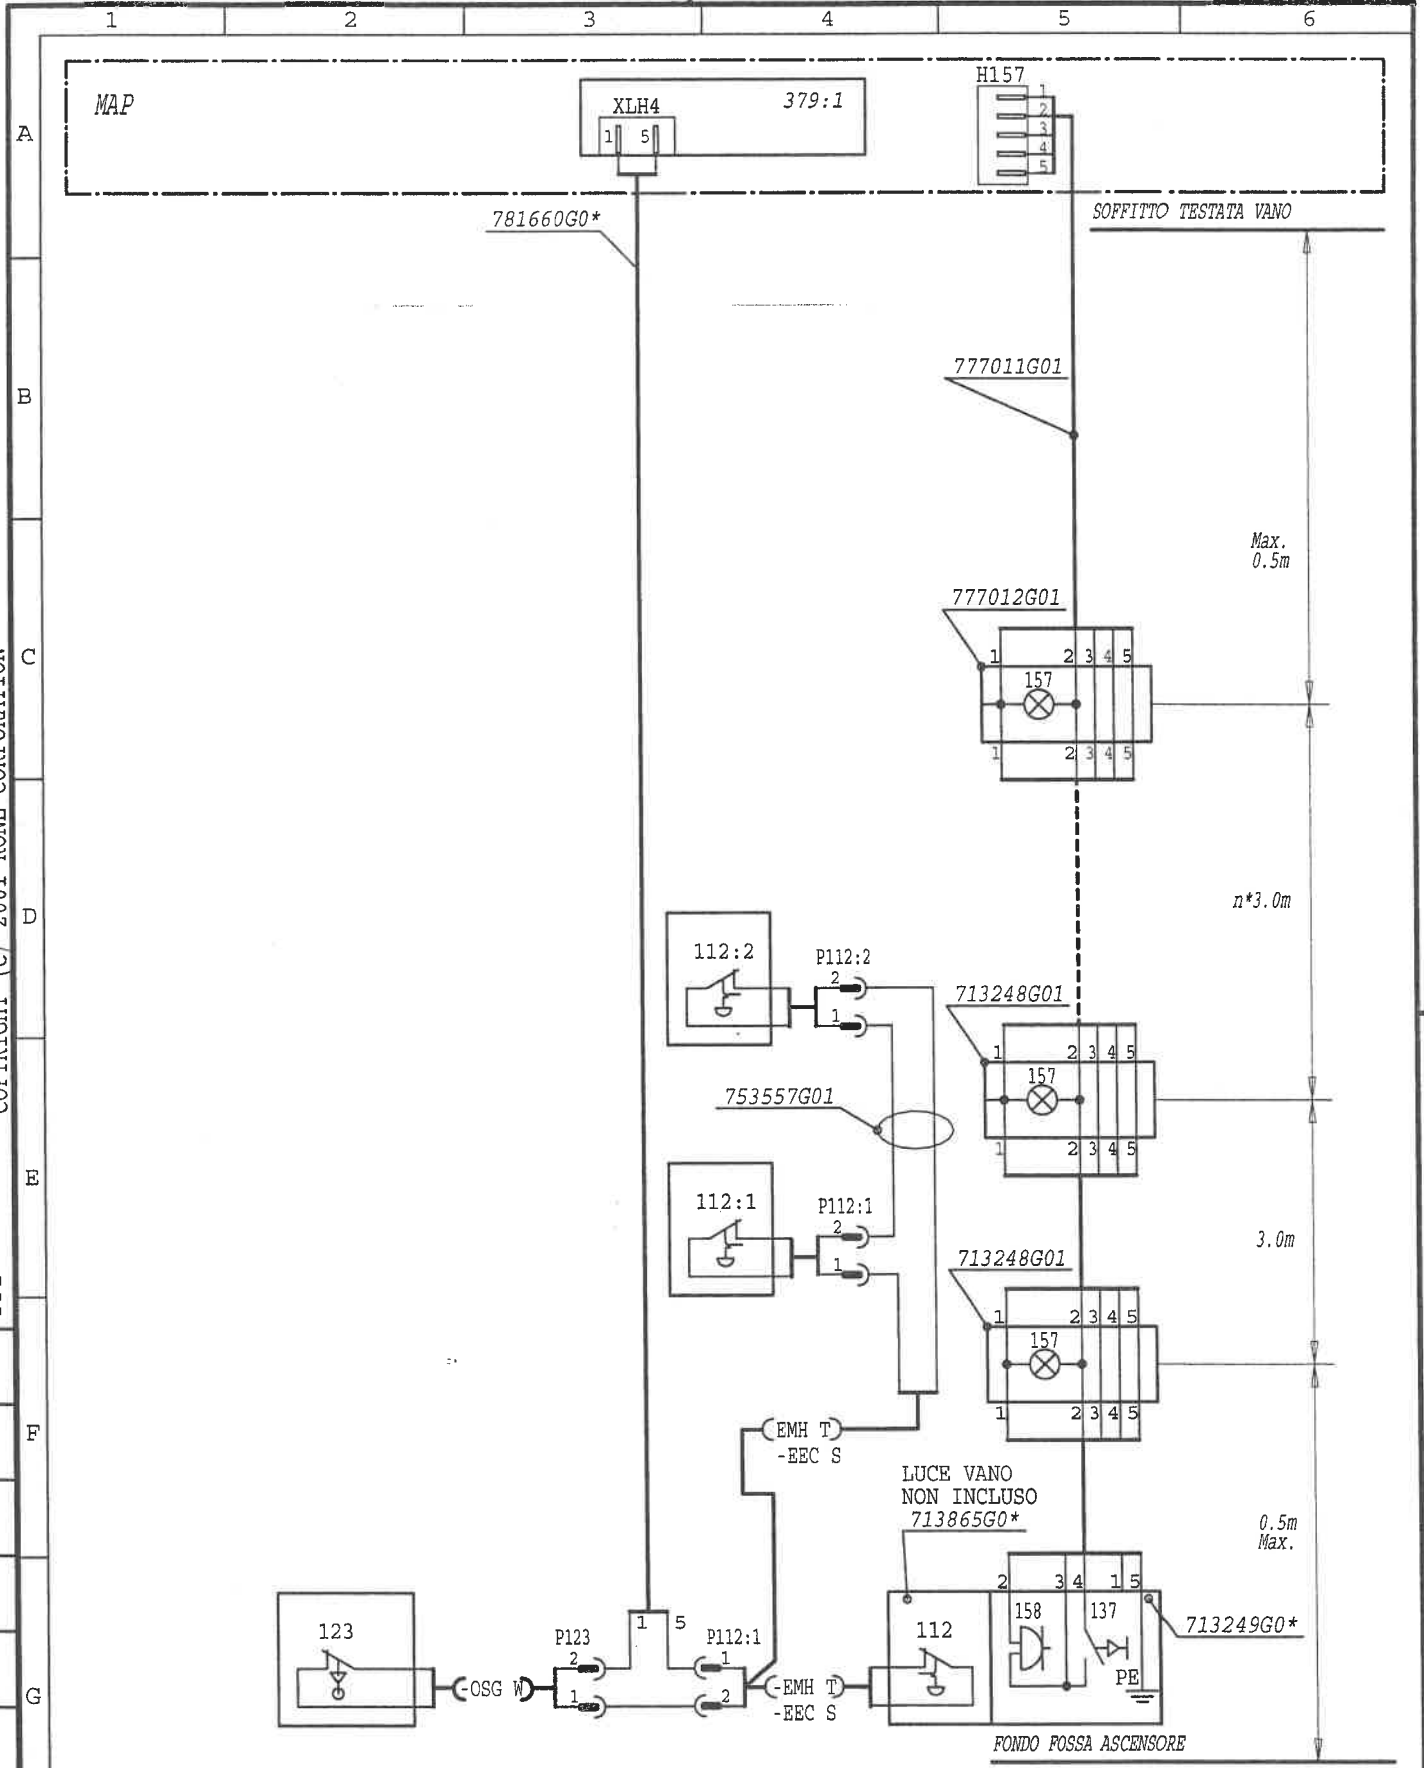 1 2 3 4 5 6
A
B
C
D
E
F
G
MAP
XLH4
379:1
1 5
H157
1
2
3
4
5
781660G0*
SOFFITTO TESTATA VANO
777011G01
Max.
0.5m
777012G01
1 2 3 4 5
157
1 2 3 4 5
n*3.0m
112:2
P112:2
2
1
713248G01
1 2 3 4 5
157
1 2 3 4 5
753557G01
112:1
P112:1
2
1
3.0m
713248G01
1 2 3 4 5
157
1 2 3 4 5
EMH T
-EEC S
LUCE VANO
NON INCLUSO
713865G0*
0.5m
Max.
2 3 4 1 5
158 137
PE
713249G0*
123
-OSG W
P123
2
1
1 5
P112:1
1
2
-EMH T
-EEC S
112
FONDO FOSSA ASCENSORE
COPYRIGHT (C) 2001 KONE CORPORATION